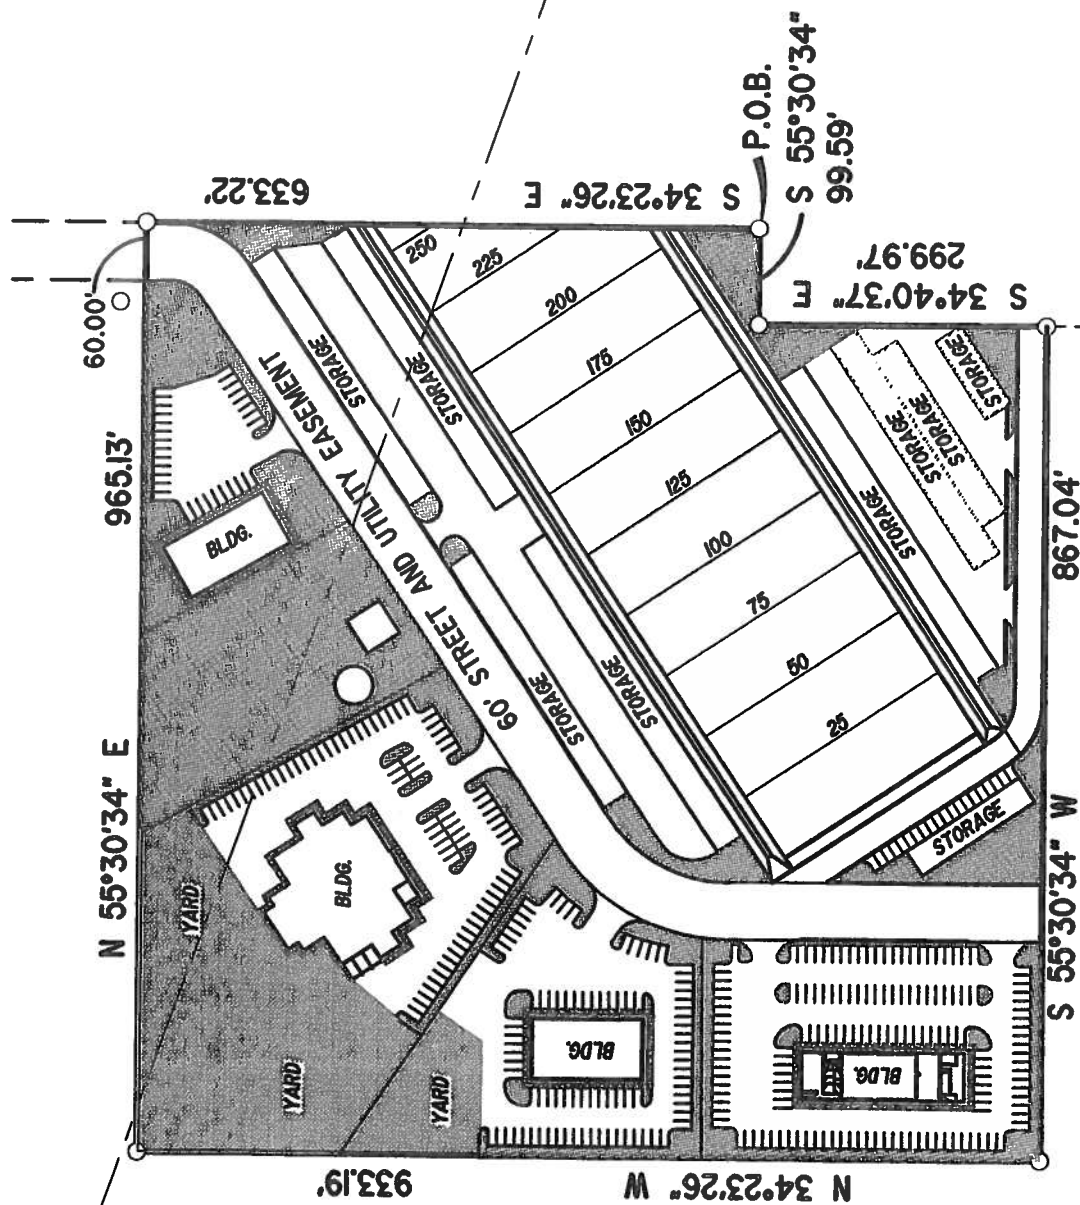 P.O.B.
S 55°30'34"
99.59'
633.22'
S 34°23'26" E
299.97'
S 34°40'37" E
60.00'
965.13'
N 55°30'34" E
250
225
200
175
150
125
100
75
50
25
STORAGE
STORAGE
60' STREET AND UTILITY EASEMENT
STORAGE
STORAGE
STORAGE
STORAGE
STORAGE
STORAGE
STORAGE
BLDG.
BLDG.
BLDG.
BLDG.
YARD
YARD
YARD
867.04'
S 55°30'34" W
933.19'
N 34°23'26" W